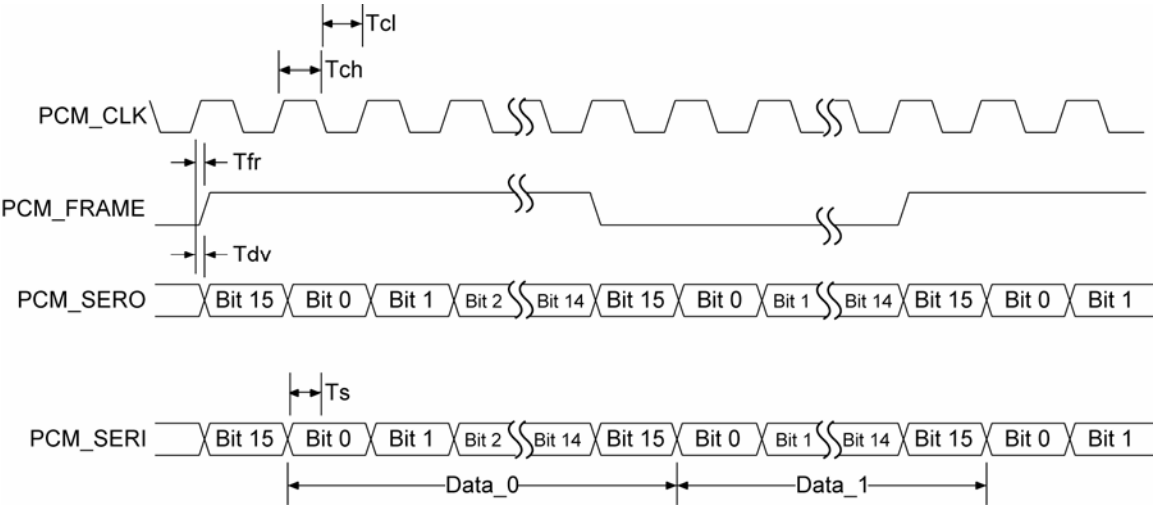 Tcl
Tch
PCM_CLK
Tfr
PCM_FRAME
Tdv
PCM_SERO Bit 15 Bit 0 Bit 1 Bit 2 Bit 14 Bit 15 Bit 0 Bit 1 Bit 14 Bit 15 Bit 0 Bit 1
Ts
PCM_SERI Bit 15 Bit 0 Bit 1 Bit 2 Bit 14 Bit 15 Bit 0 Bit 1 Bit 14 Bit 15 Bit 0 Bit 1
Data_0 Data_1